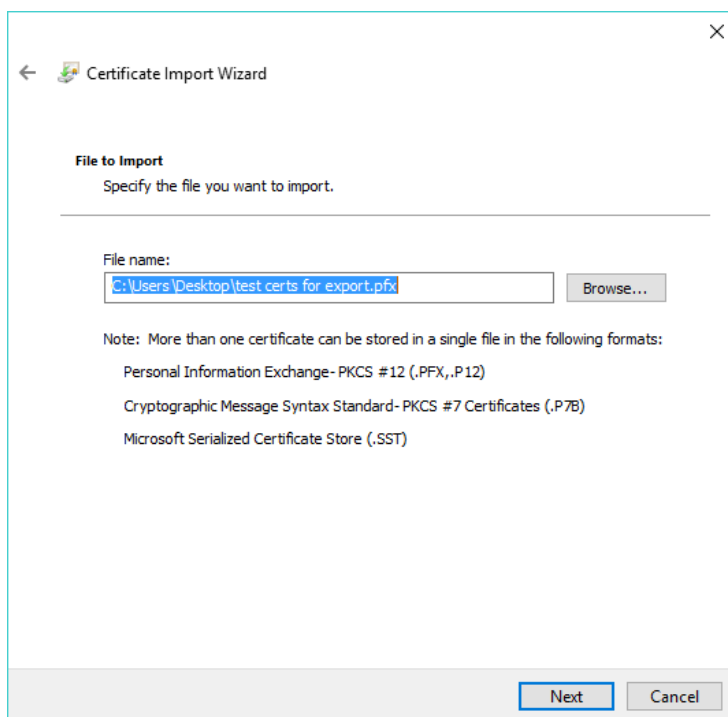 Certificate Import Wizard
File to Import
Specify the file you want to import.
File name:
C:\Users\Desktop\test certs for export.pfx
Browse...
Note: More than one certificate can be stored in a single file in the following formats:
Personal Information Exchange- PKCS #12 (.PFX,.P12)
Cryptographic Message Syntax Standard- PKCS #7 Certificates (.P7B)
Microsoft Serialized Certificate Store (.SST)
Next
Cancel